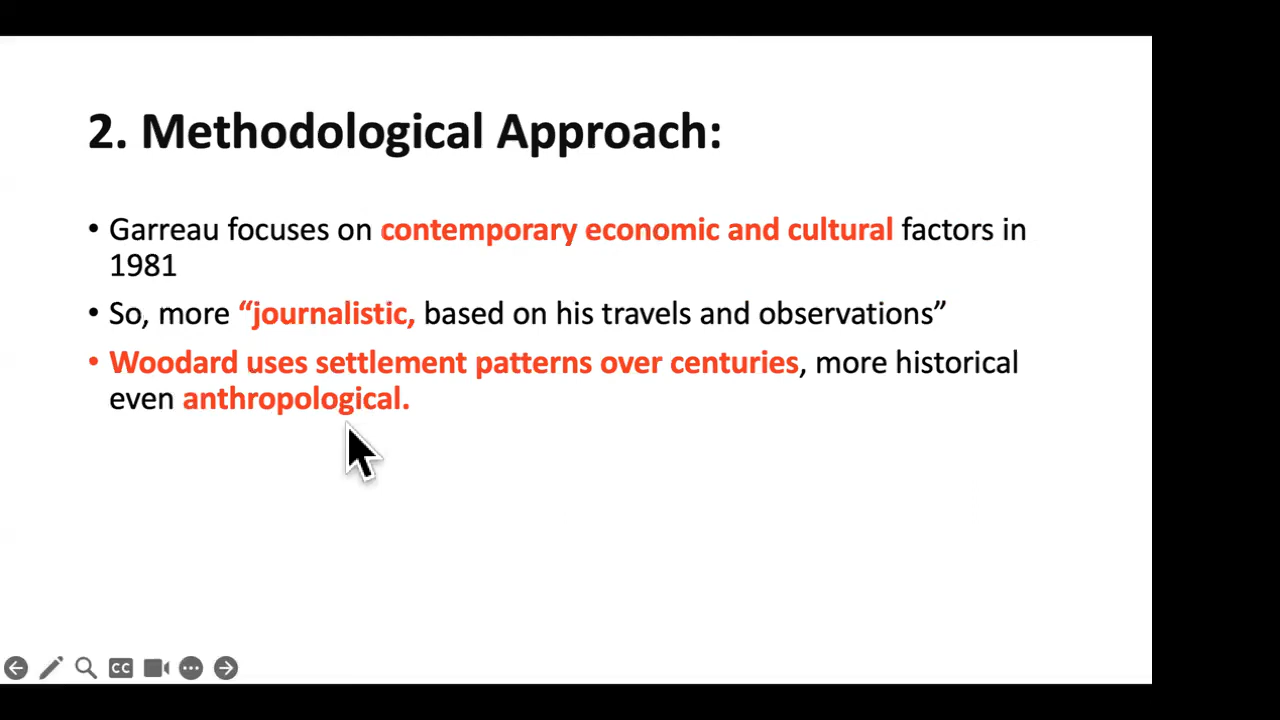 2. Methodological Approach:
• Garreau focuses on contemporary economic and cultural factors in
1981
• So, more “journalistic, based on his travels and observations”
• Woodard uses settlement patterns over centuries, more historical
even anthropological.
CC